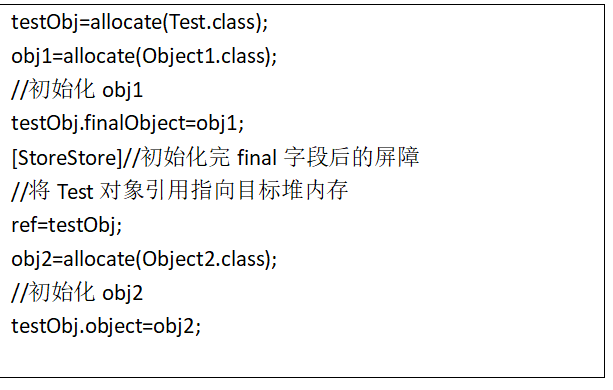 testObj=allocate(Test.class);
obj1=allocate(Object1.class);
//初始化 obj1
testObj.finalObject=obj1;
[StoreStore]//初始化完 final 字段后的屏障
//将 Test 对象引用指向目标堆内存
ref=testObj;
obj2=allocate(Object2.class);
//初始化 obj2
testObj.object=obj2;